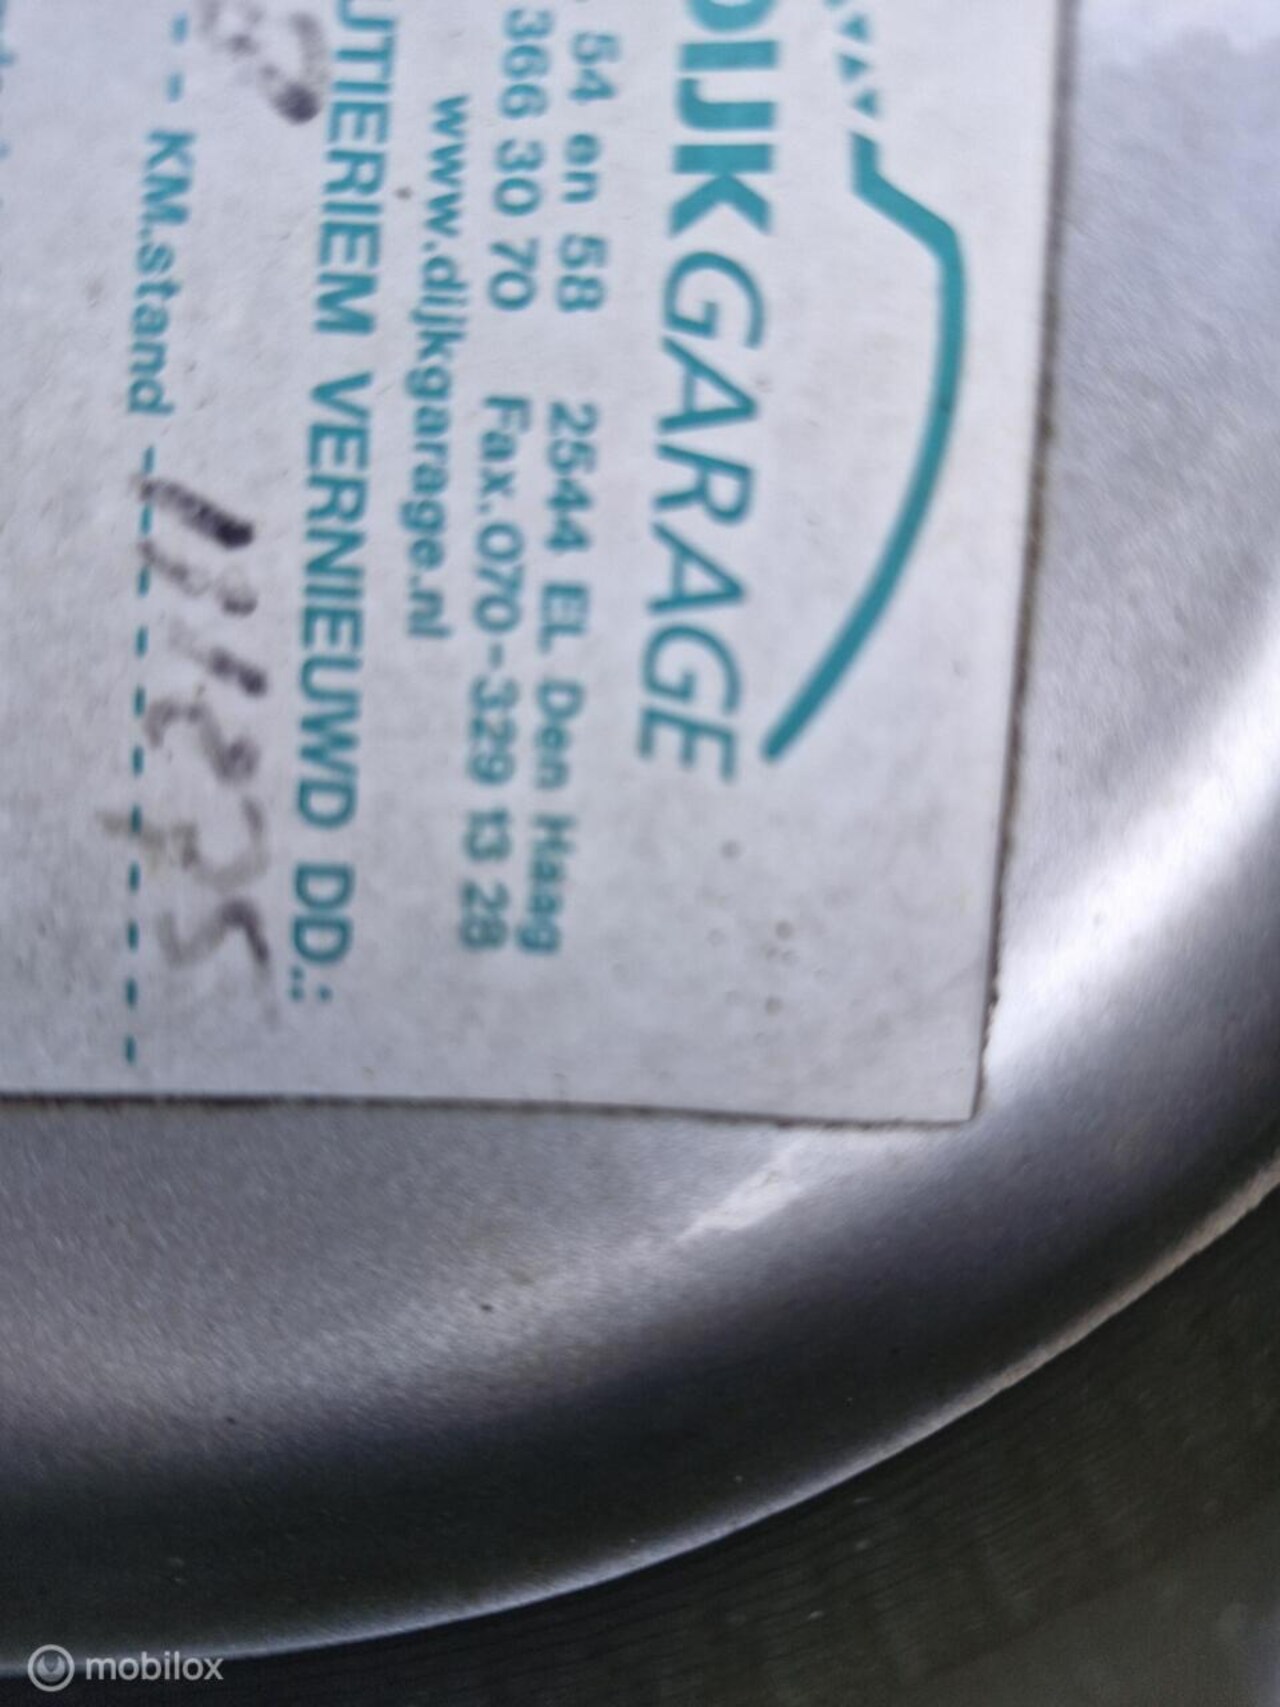 DIJKGARAGE
54 en 58 2544 EL Den Haag
366 30 70 Fax.070-329 13 28
www.dijkgarage.nl
UTIERIEM VERNIEUWD DD.:
KM.stand
mobilox